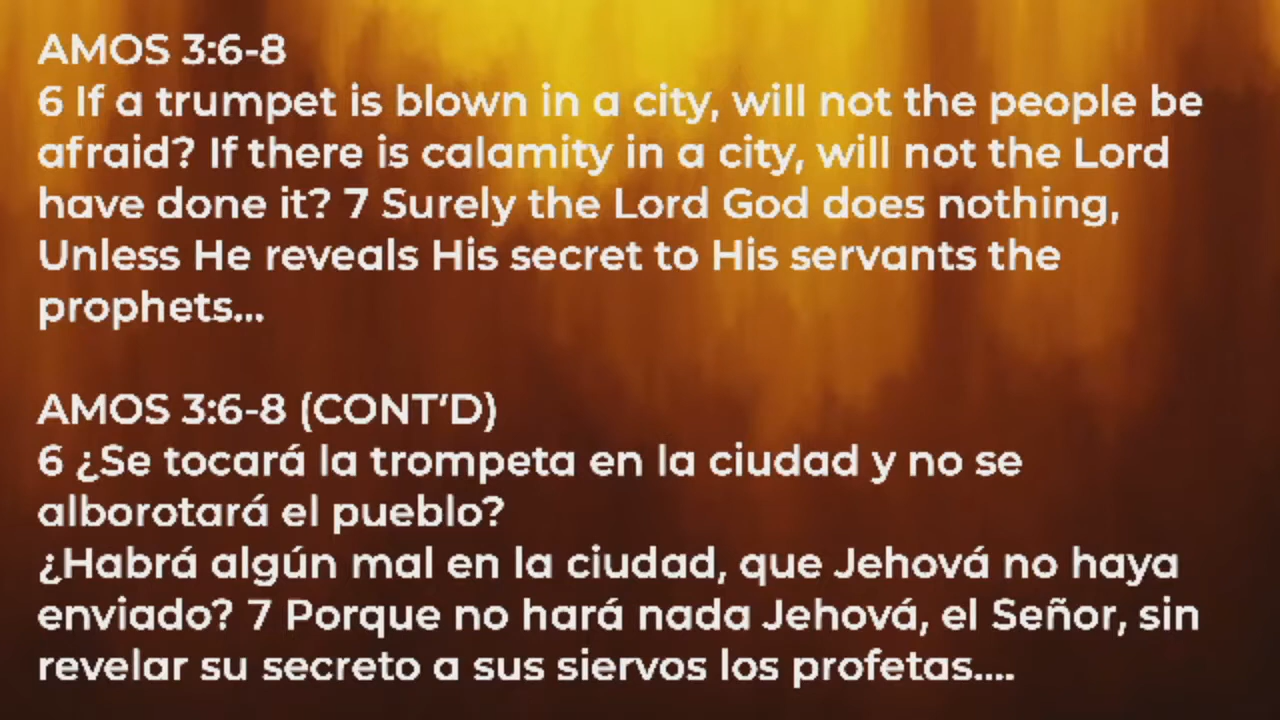 AMOS 3:6-8
6 If a trumpet is blown in a city, will not the people be
afraid? If there is calamity in a city, will not the Lord
have done it? 7 Surely the Lord God does nothing,
Unless He reveals His secret to His servants the
prophets...
AMOS 3:6-8 (CONT'D)
6 ¿Se tocará la trompeta en la ciudad y no se
alborotará el pueblo?
¿Habrá algún mal en la ciudad, que Jehová no haya
enviado? 7 Porque no hará nada Jehová, el Señor, sin
revelar su secreto a sus siervos los profetas....